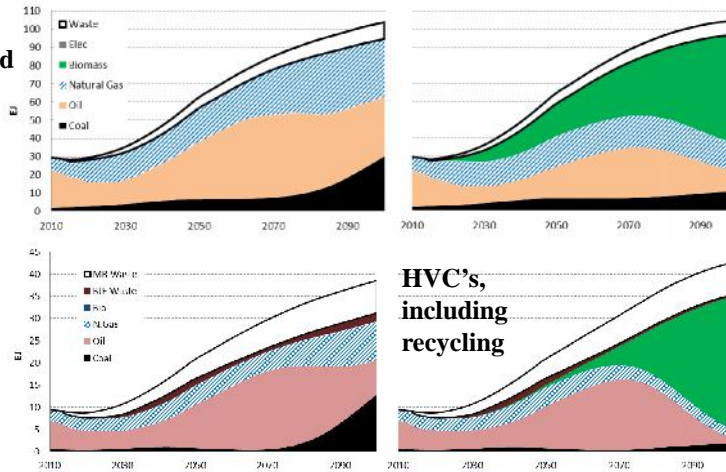 110
100
90
80
70
60
50
40
30
20
10
0
EJ
d
Waste
Elec
Biomass
Natural Gas
Oil
Coal
2010 2030 2050 2070 2090
2010 2030 2050 2070 2090
45
40
35
30
25
20
15
10
5
0
EJ
MR Waste
BTF Waste
Bio
N.Gas
Oil
Coal
HVC's,
including
recycling
2010 2030 2050 2070 2090
2010 2030 2050 2070 2090